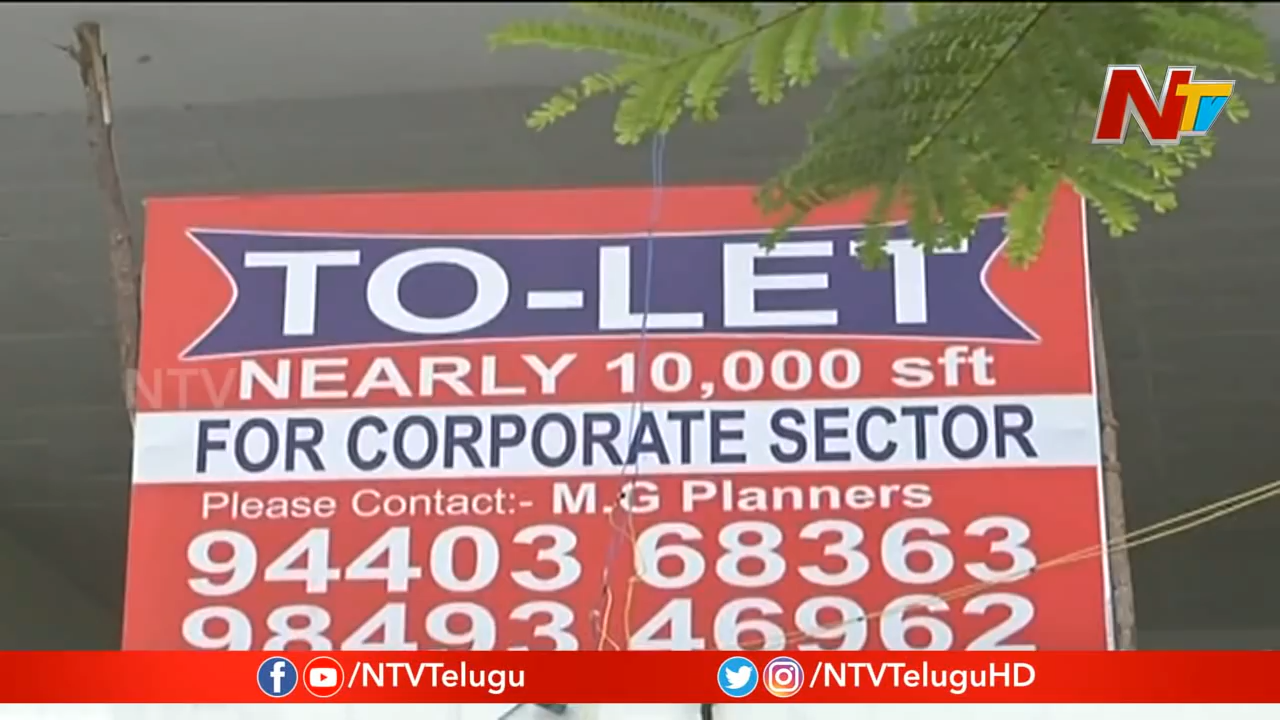 NTV
TO-LET
NEARLY 10,000 sft
NTV
FOR CORPORATE SECTOR
Please Contact:- M.G Planners
94403 68363
98493 46962
/NTVTelugu
/NTVTeluguHD